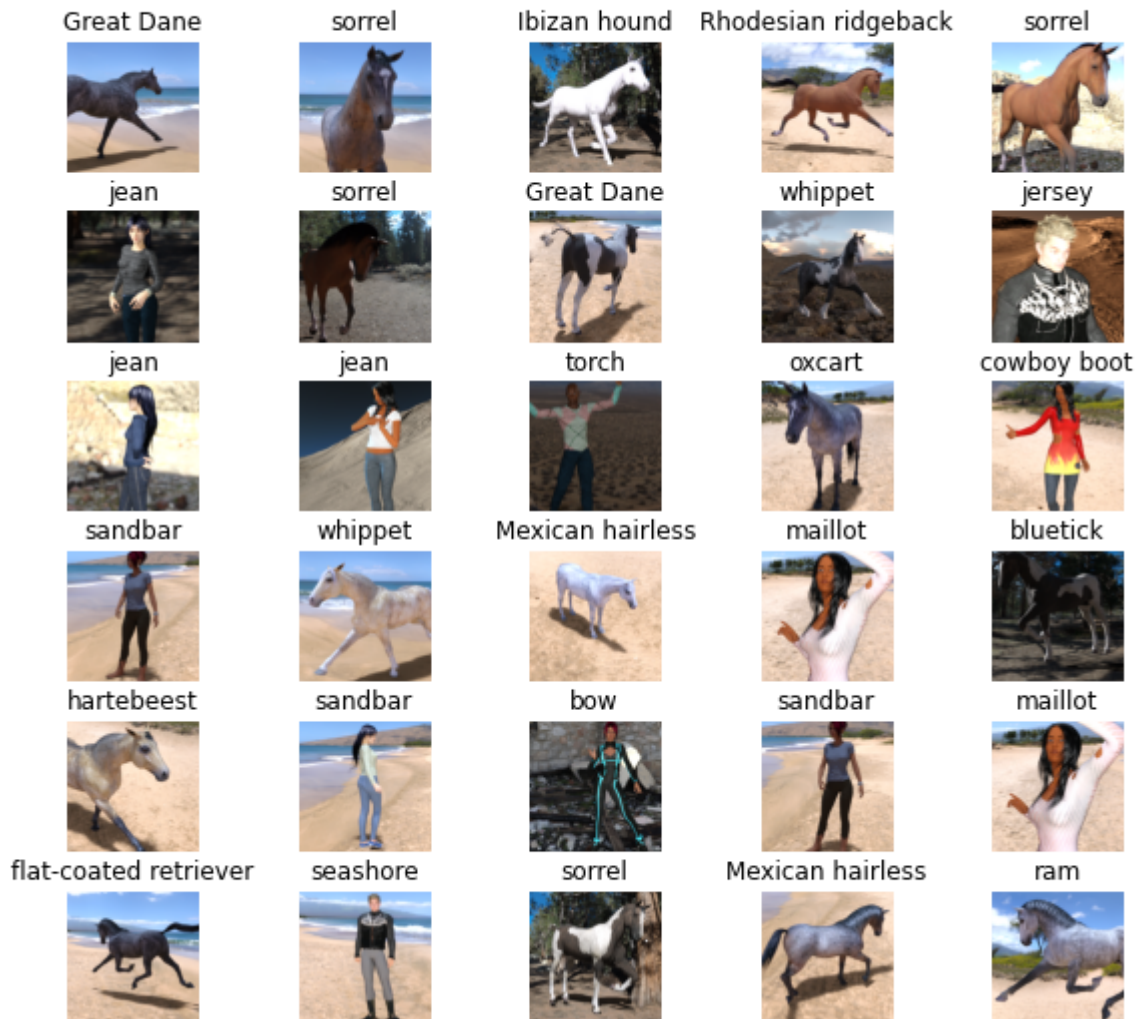 Great Dane sorrel Ibizan hound Rhodesian ridgeback sorrel
jean sorrel Great Dane whippet jersey
jean jean torch oxcart cowboy boot
sandbar whippet Mexican hairless maillot bluetick
hartebeest sandbar bow sandbar maillot
flat-coated retriever seashore sorrel Mexican hairless ram